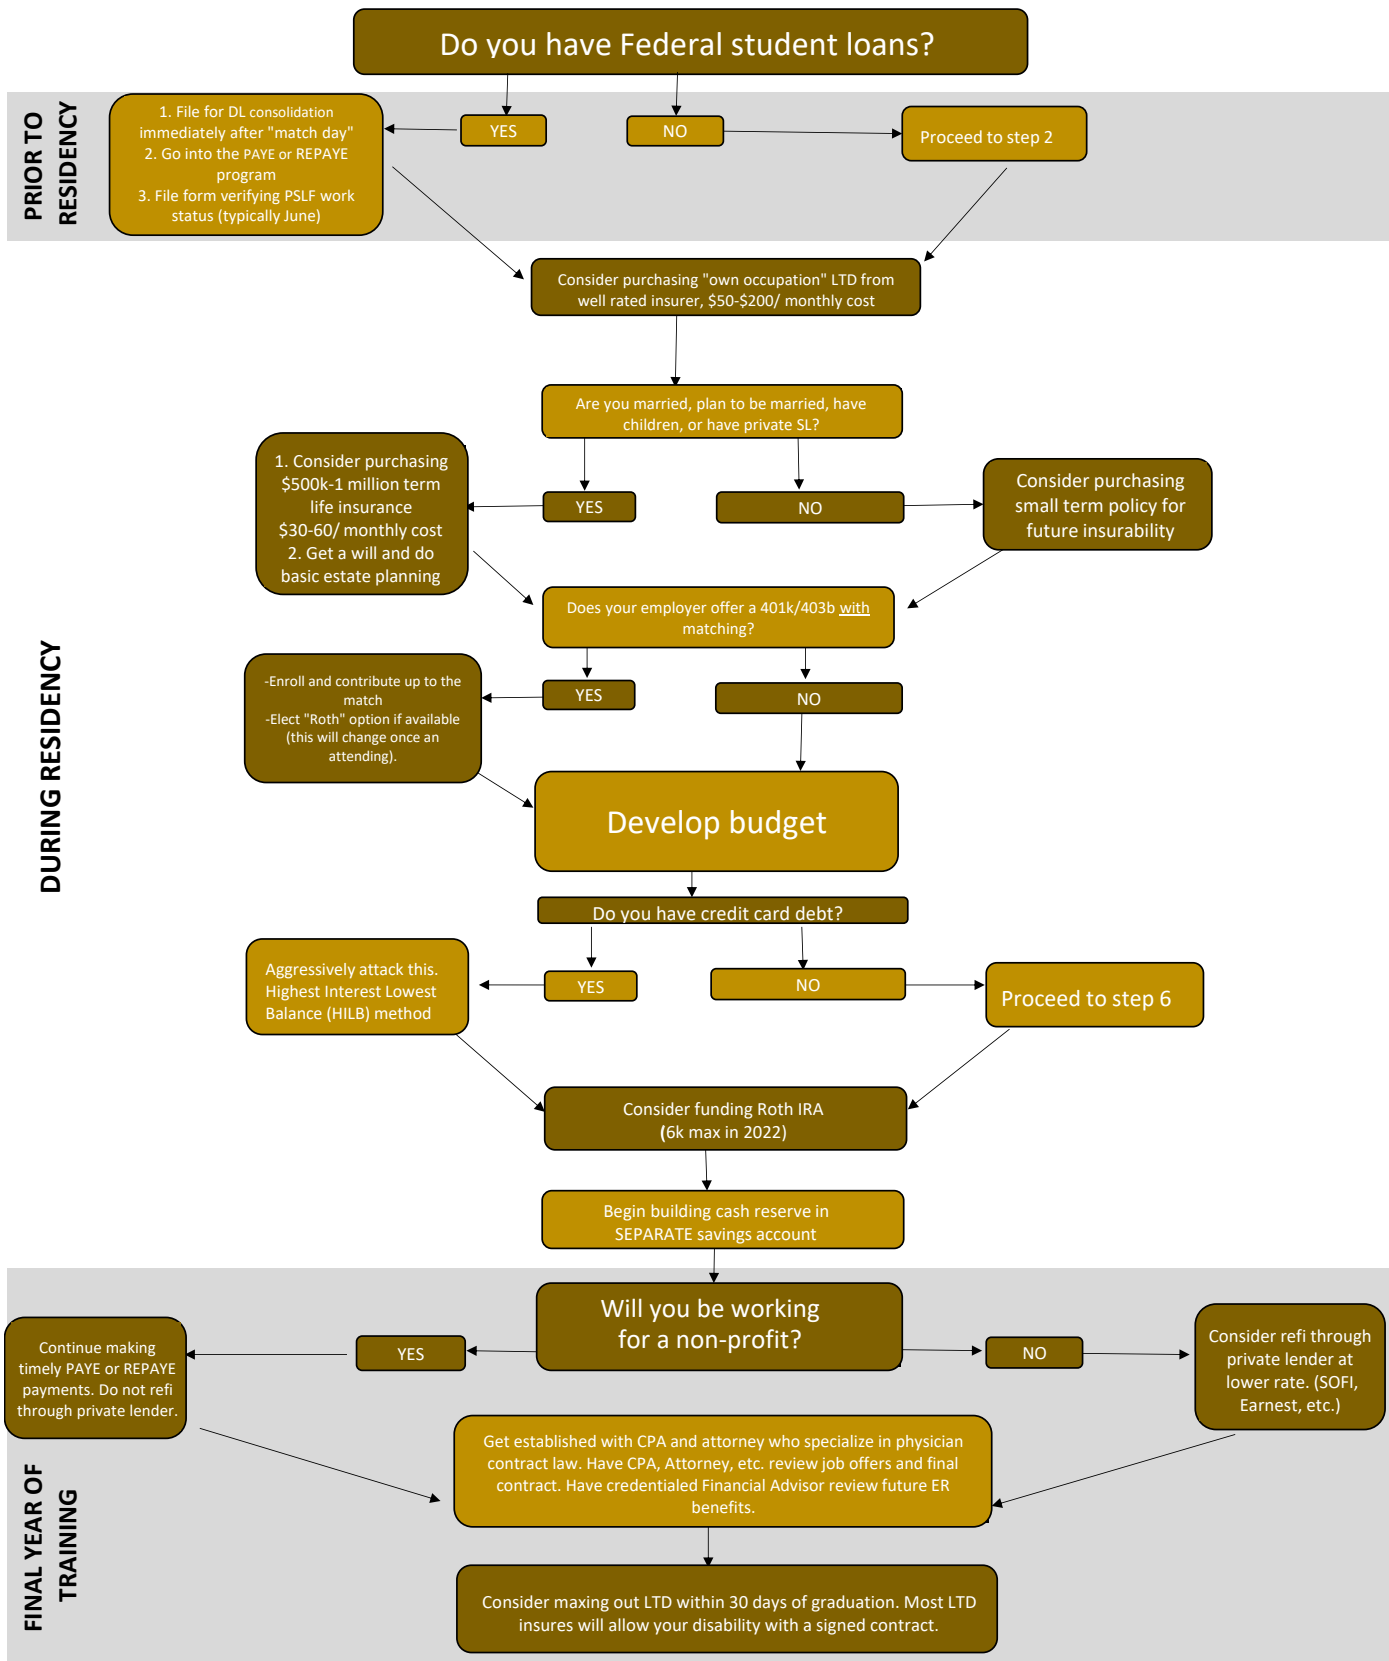 Do you have Federal student loans?
PRIOR TO
RESIDENCY
1. File for DL consolidation
immediately after "match day"
2. Go into the PAYE or REPAYE
program
3. File form verifying PSLF work
status (typically June)
YES
NO
Proceed to step 2
Consider purchasing "own occupation" LTD from
well rated insurer, $50-$200/ monthly cost
DURING RESIDENCY
Are you married, plan to be married, have
children, or have private SL?
1. Consider purchasing
$500k-1 million term
life insurance
$30-60/ monthly cost
2. Get a will and do
basic estate planning
YES
NO
Consider purchasing
small term policy for
future insurability
Does your employer offer a 401k/403b with
matching?
-Enroll and contribute up to the
match
-Elect "Roth" option if available
(this will change once an
attending).
YES
NO
Develop budget
Do you have credit card debt?
Aggressively attack this.
Highest Interest Lowest
Balance (HILB) method
YES
NO
Proceed to step 6
Consider funding Roth IRA
(6k max in 2022)
Begin building cash reserve in
SEPARATE savings account
FINAL YEAR OF
TRAINING
Will you be working
for a non-profit?
Continue making
timely PAYE or REPAYE
payments. Do not refi
through private lender.
YES
NO
Consider refi through
private lender at
lower rate. (SOFI,
Earnest, etc.)
Get established with CPA and attorney who specialize in physician
contract law. Have CPA, Attorney, etc. review job offers and final
contract. Have credentialed Financial Advisor review future ER
benefits.
Consider maxing out LTD within 30 days of graduation. Most LTD
insures will allow your disability with a signed contract.